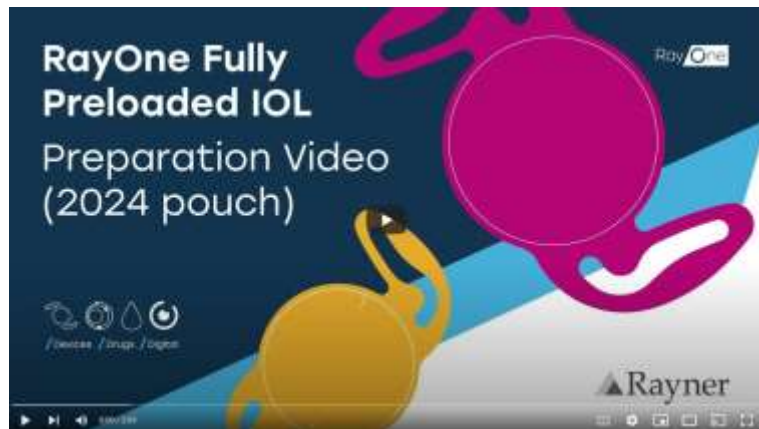 RayOne Fully
Preloaded IOL
Preparation Video
(2024 pouch)
RayOne
/Devices /Drugs /Digital
Rayner